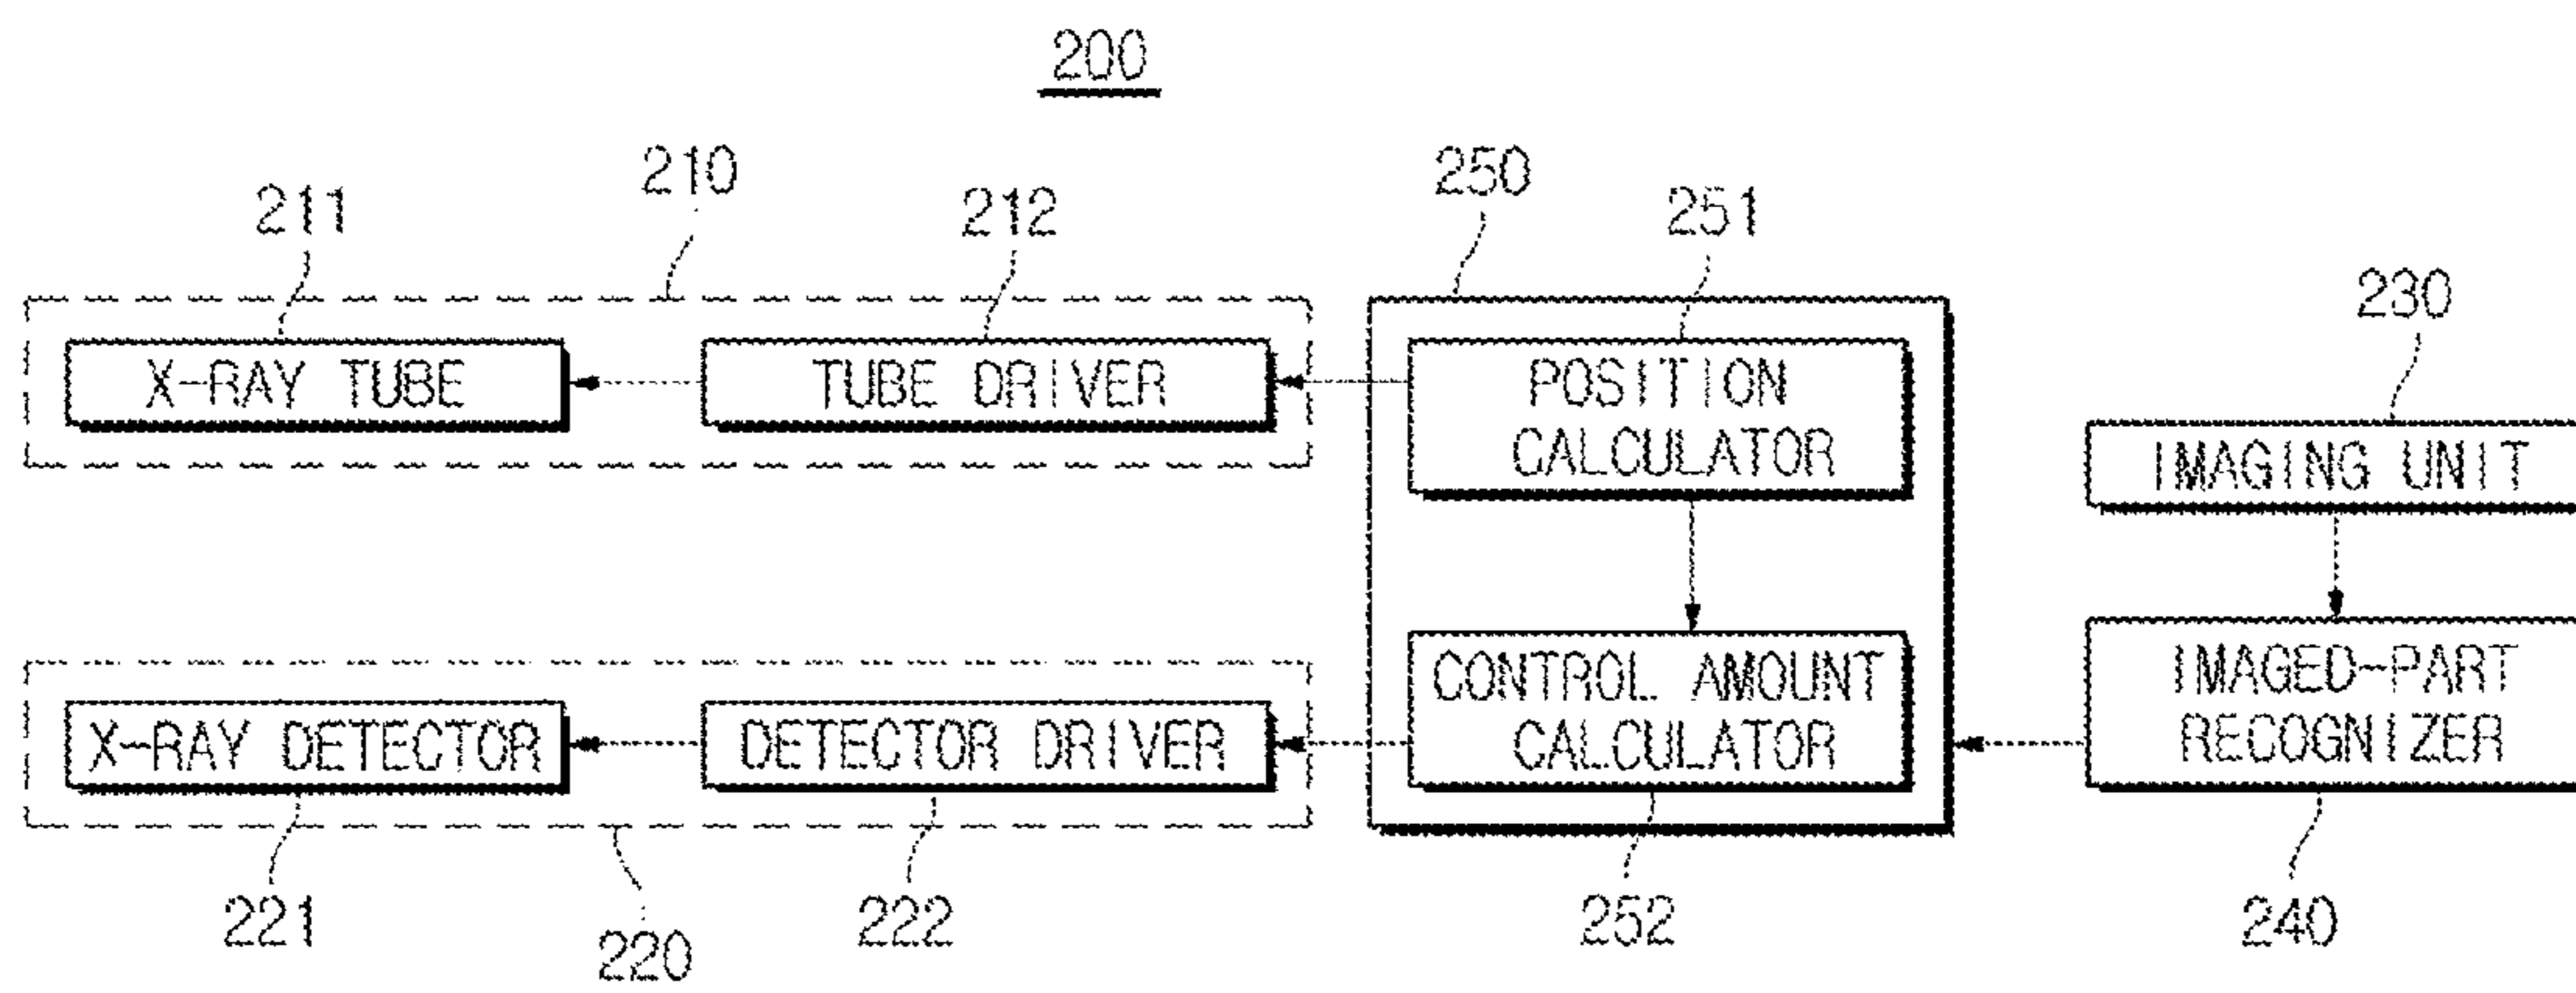 200
210
250
211
212
251
230
X-RAY TUBE
TUBE DRIVER
POSITION
CALCULATOR
IMAGING UNIT
X-RAY DETECTOR
DETECTOR DRIVER
CONTROL AMOUNT
CALCULATOR
IMAGED-PART
RECOGNIZER
221
220
222
252
240